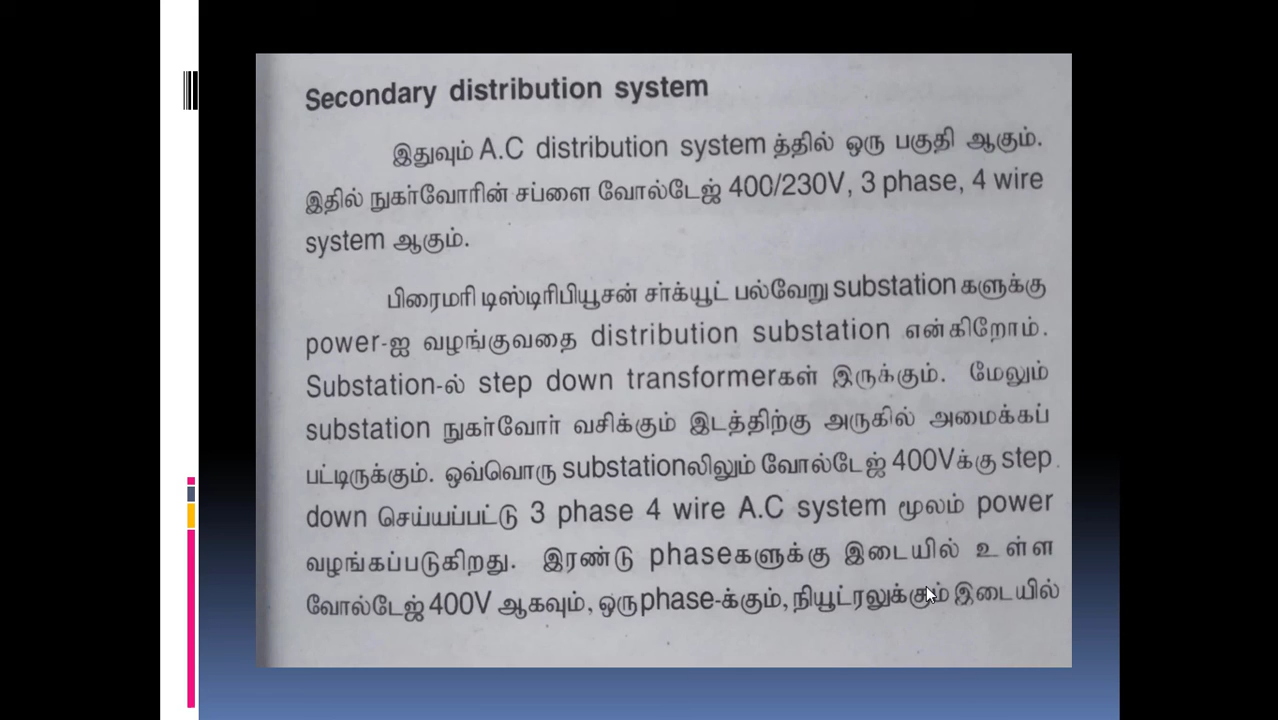 Secondary distribution system
இதுவும் A.C distribution system த்தில் ஒரு பகுதி ஆகும்.
இதில் நுகர்வோரின் சப்ளை வோல்டேஜ் 400/230V, 3 phase, 4 wire
system ஆகும்.
பிரைமரி டிஸ்டிரிபியூசன் சர்க்யூட் பல்வேறு substation களுக்கு
power-ஐ வழங்குவதை distribution substation என்கிறோம்.
Substation-ல் step down transformerகள் இருக்கும். மேலும்
substation நுகர்வோர் வசிக்கும் இடத்திற்கு அருகில் அமைக்கப்
பட்டிருக்கும். ஒவ்வொரு substationலிலும் வோல்டேஜ் 400Vக்கு step
down செய்யப்பட்டு 3 phase 4 wire A.C system மூலம் power
வழங்கப்படுகிறது. இரண்டு phaseகளுக்கு இடையில் உள்ள
வோல்டேஜ் 400V ஆகவும், ஒரு phase-க்கும், நியூட்ரலுக்கும் இடையில்